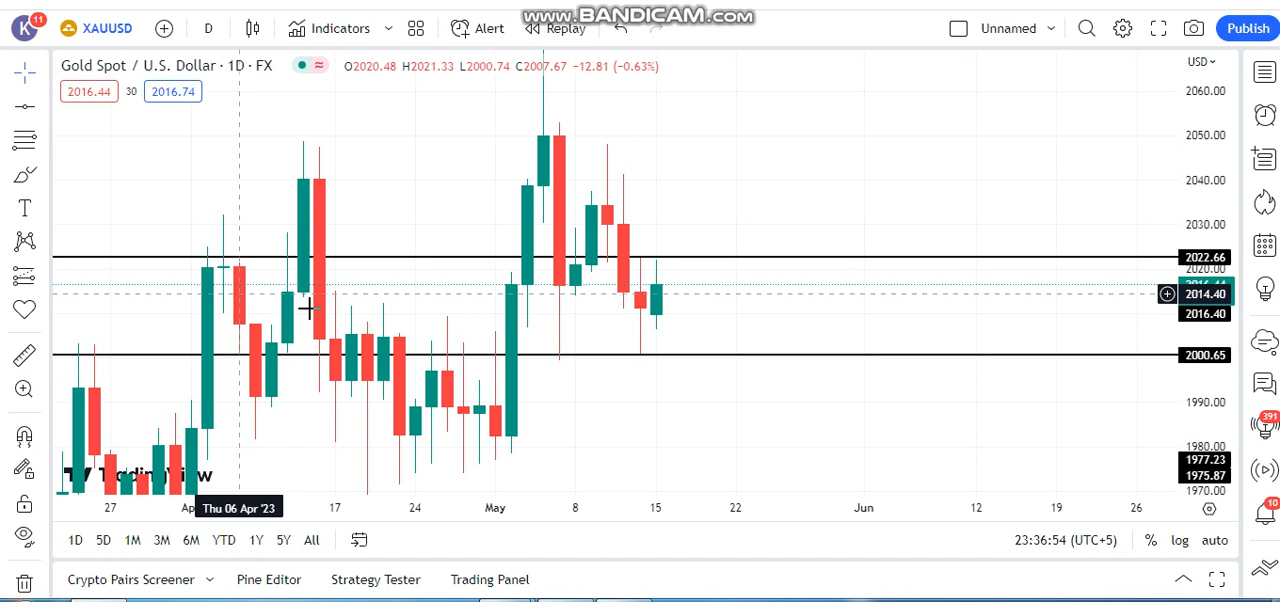 www.BANDICAM.com
K 11 XAUUSD D Indicators Alert Replay Unnamed Publish
Gold Spot / U.S. Dollar · 1D · FX ≈ O2020.48 H2021.33 L2000.74 C2007.67 −12.81 (−0.63%) USD
2016.44 30 2016.74
2060.00
2050.00
2040.00
2030.00
2022.66
2020.00
2014.40
2016.40
2000.65
1990.00
391
1980.00
1977.23
1975.87
TradingView
1970.00
27 Thu 06 Apr '23 17 24 May 8 15 22 Jun 12 19 26
10
1D 5D 1M 3M 6M YTD 1Y 5Y All 23:36:54 (UTC+5) % log auto
Crypto Pairs Screener Pine Editor Strategy Tester Trading Panel